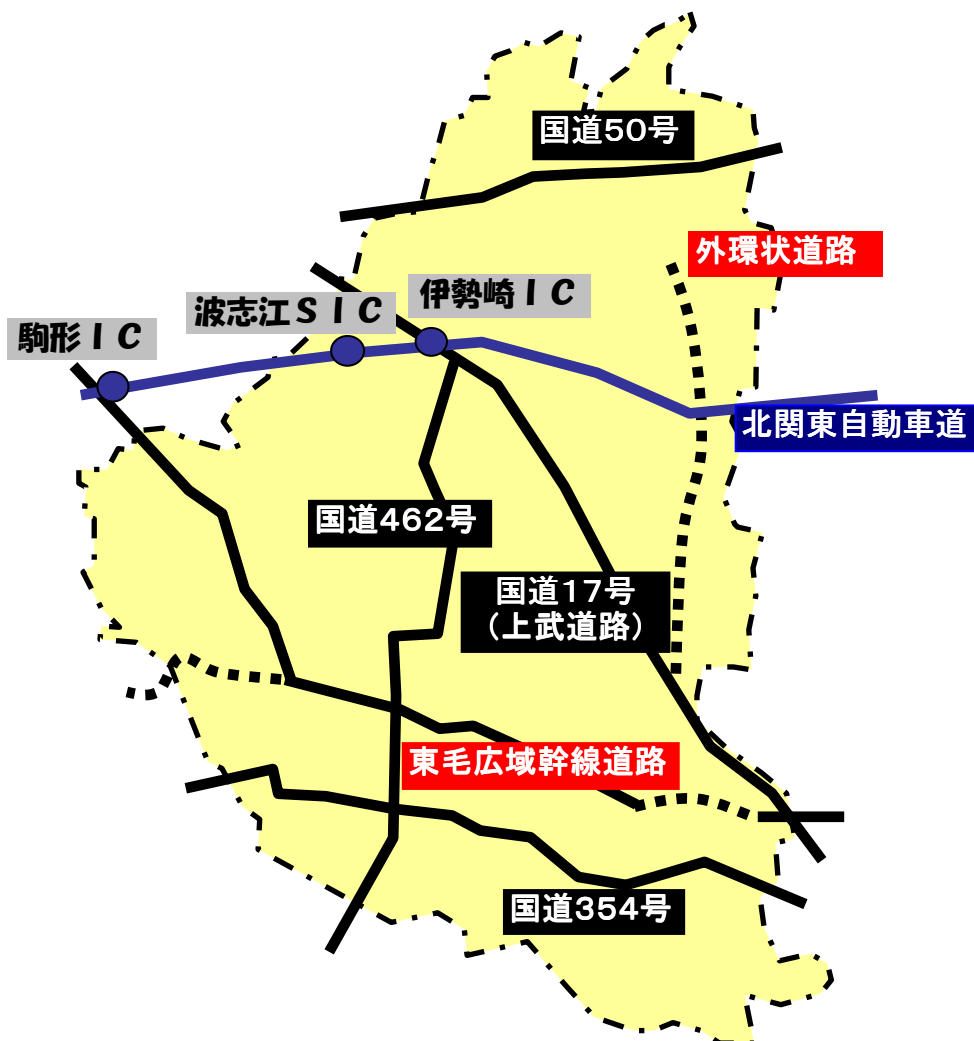 国道50号
外環状道路
伊勢崎ＩＣ
波志江ＳＩＣ
駒形ＩＣ
北関東自動車道
国道462号
国道17号
（上武道路）
東毛広域幹線道路
国道354号